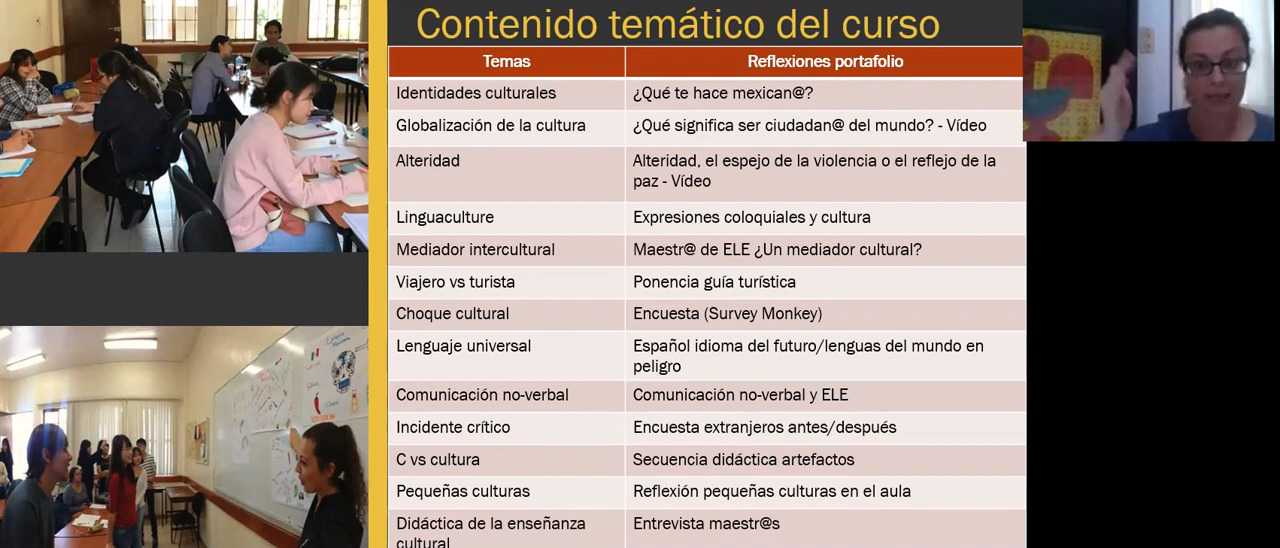 Contenido temático del curso
Temas Reflexiones portafolio
Identidades culturales ¿Qué te hace mexican@?
Globalización de la cultura ¿Qué significa ser ciudadan@ del mundo? - Vídeo
Alteridad Alteridad, el espejo de la violencia o el reflejo de la
paz - Vídeo
Linguaculture Expresiones coloquiales y cultura
Mediador intercultural Maestr@ de ELE ¿Un mediador cultural?
Viajero vs turista Ponencia guía turística
Choque cultural Encuesta (Survey Monkey)
Lenguaje universal Español idioma del futuro/lenguas del mundo en
peligro
Comunicación no-verbal Comunicación no-verbal y ELE
Incidente crítico Encuesta extranjeros antes/después
C vs cultura Secuencia didáctica artefactos
Pequeñas culturas Reflexión pequeñas culturas en el aula
Didáctica de la enseñanza Entrevista maestr@s
cultural